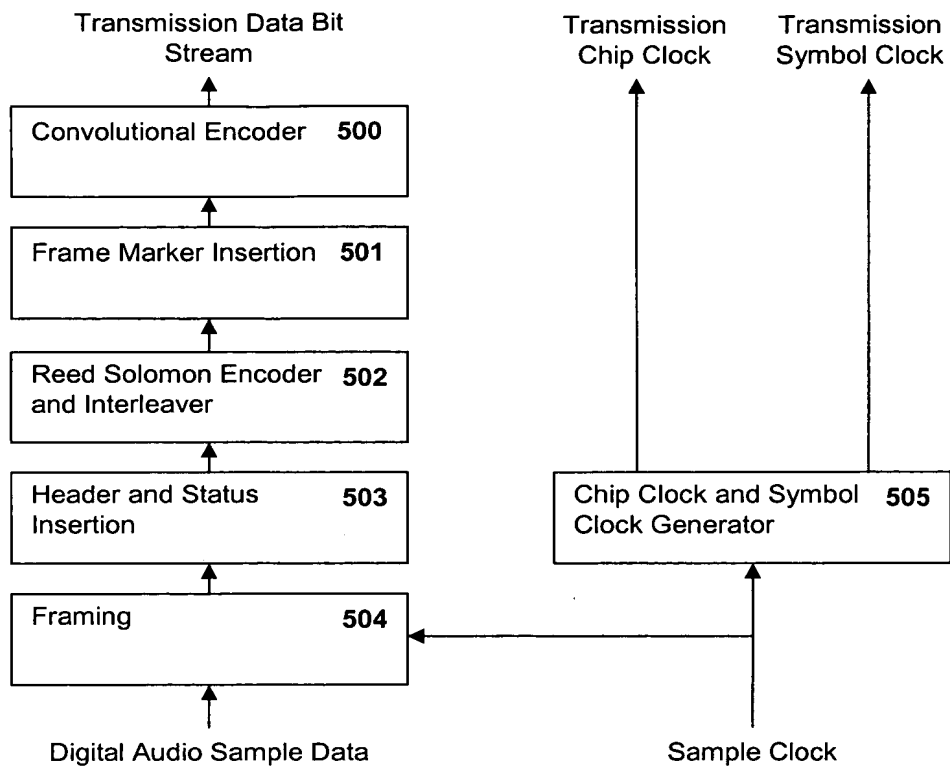 Transmission Data Bit
Stream
Transmission
Chip Clock
Transmission
Symbol Clock
Convolutional Encoder 500
Frame Marker Insertion 501
Reed Solomon Encoder 502
and Interleaver
Header and Status 503
Insertion
Chip Clock and Symbol 505
Clock Generator
Framing 504
Digital Audio Sample Data
Sample Clock